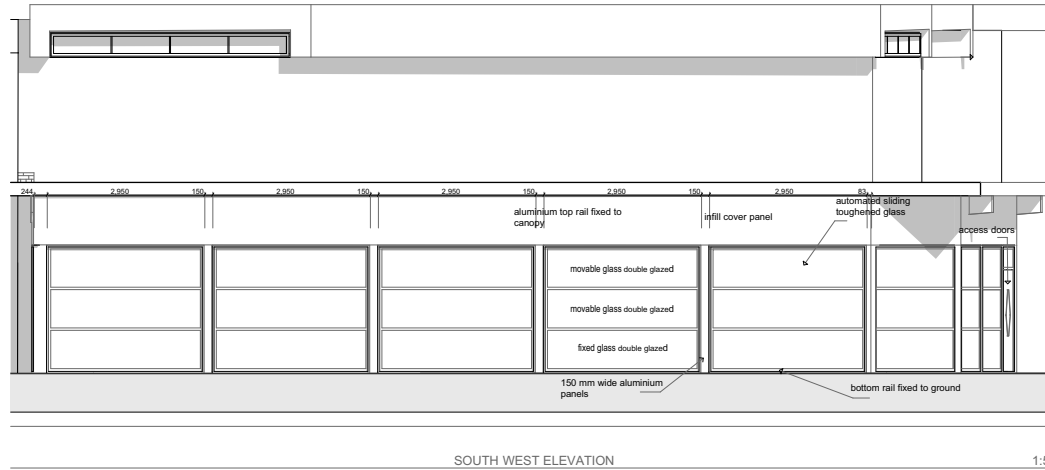 244 2,950 150 2,950 150 2,950 150 2,950 150 2,950 83
automated sliding
toughened glass
aluminium top rail fixed to
canopy
infill cover panel
access doors
movable glass double glazed
movable glass double glazed
fixed glass double glazed
150 mm wide aluminium
panels
bottom rail fixed to ground
SOUTH WEST ELEVATION